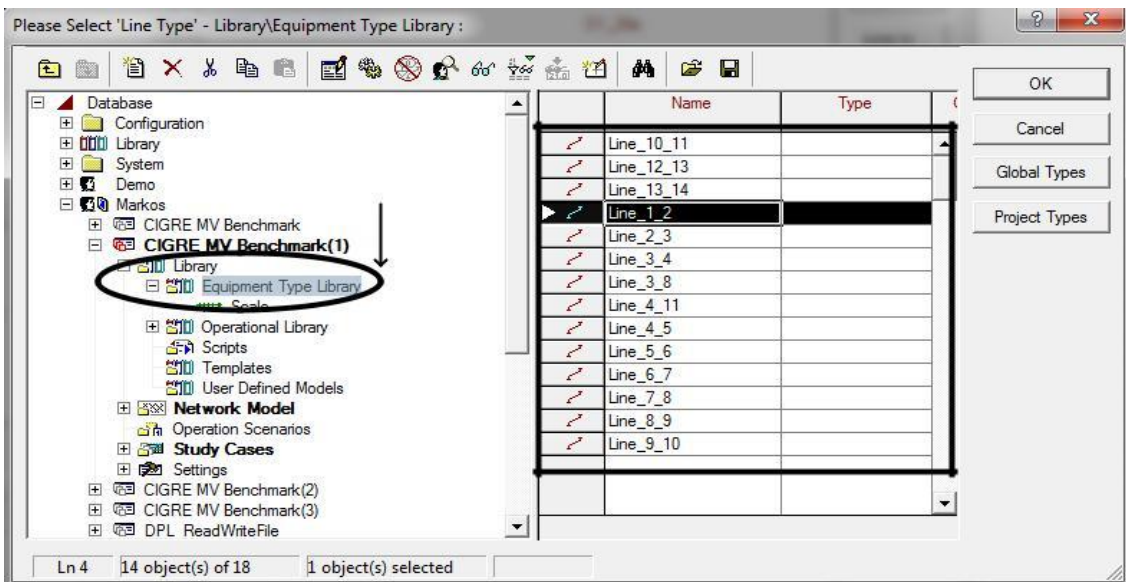 Please Select 'Line Type' - Library\Equipment Type Library :
Database
Configuration
Library
System
Demo
Markos
CIGRE MV Benchmark
CIGRE MV Benchmark(1)
Library
Equipment Type Library
Scale
Operational Library
Scripts
Templates
User Defined Models
Network Model
Operation Scenarios
Study Cases
Settings
CIGRE MV Benchmark(2)
CIGRE MV Benchmark(3)
DPL ReadWriteFile
Name Type
Line_10_11
Line_12_13
Line_13_14
Line_1_2
Line_2_3
Line_3_4
Line_3_8
Line_4_11
Line_4_5
Line_5_6
Line_6_7
Line_7_8
Line_8_9
Line_9_10
OK
Cancel
Global Types
Project Types
Ln 4 14 object(s) of 18 1 object(s) selected